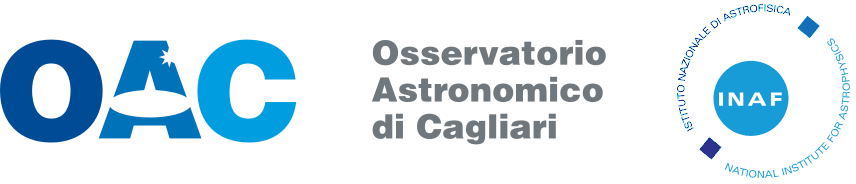 OAC
Osservatorio
Astronomico
di Cagliari
ISTITUTO NAZIONALE DI ASTROFISICA
INAF
NATIONAL INSTITUTE FOR ASTROPHYSICS